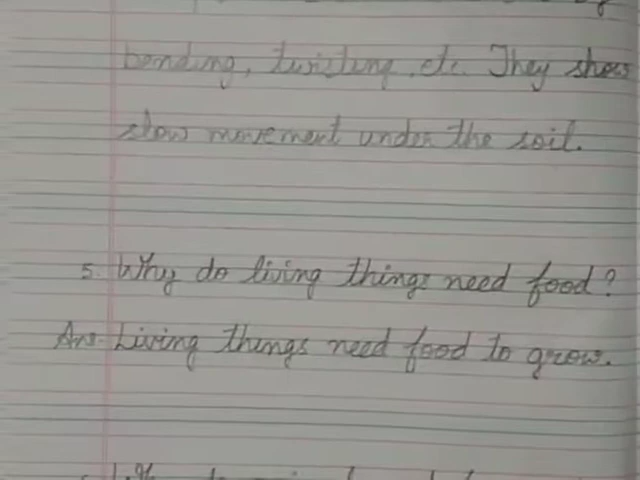 bending, twisting, etc. They show
slow movement under the soil.
5. Why do living things need food?
Ans. Living things need food to grow.